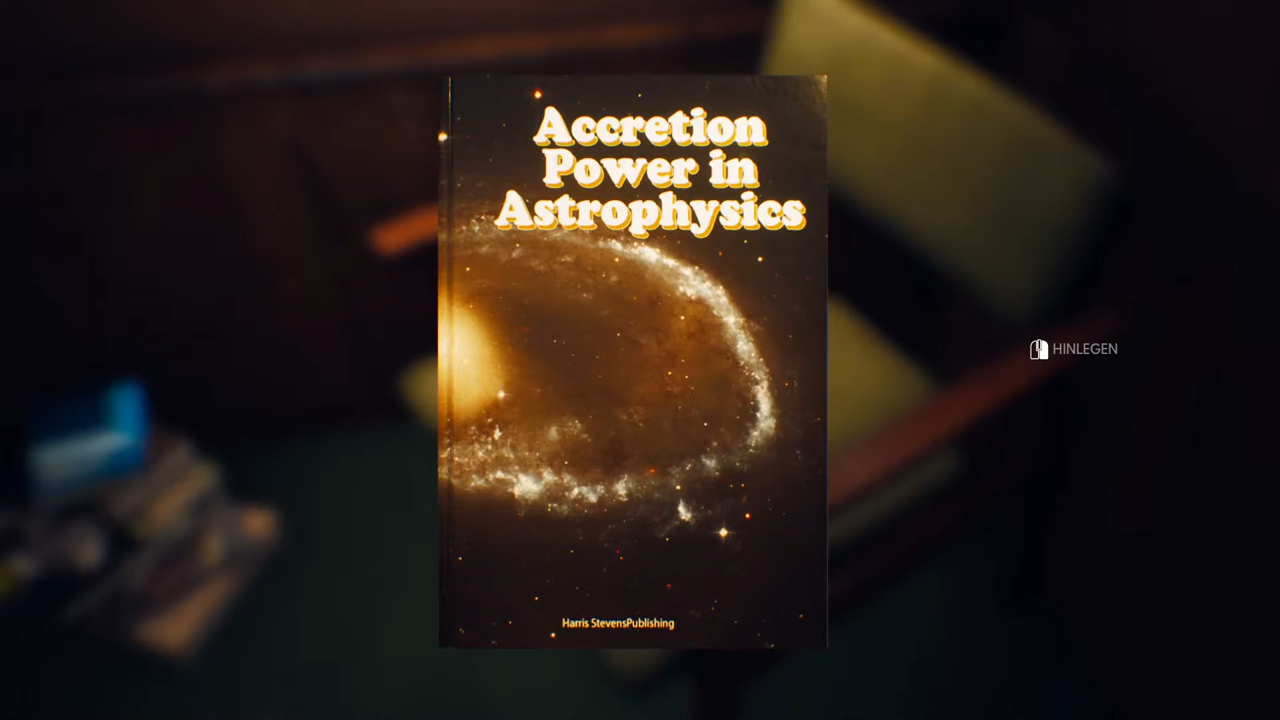 Accretion
Power in
Astrophysics
HINLEGEN
Harris StevensPublishing